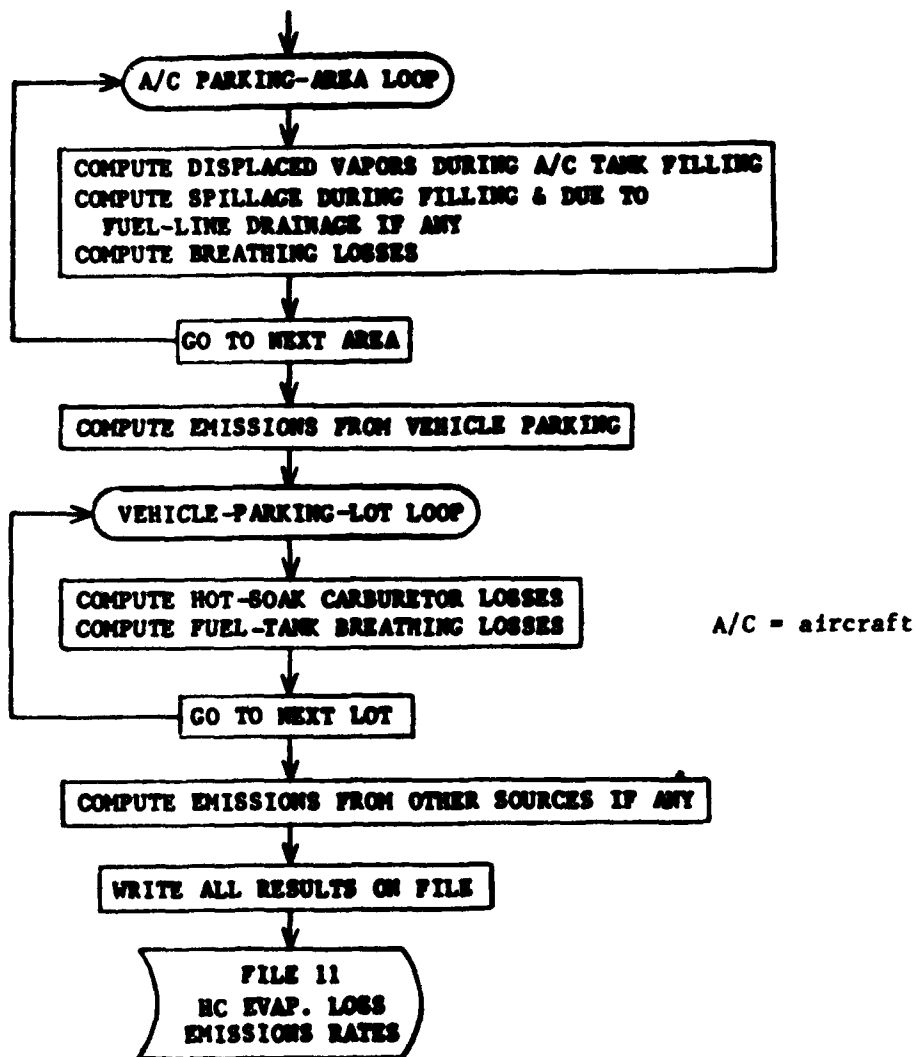 A/C PARKING-AREA LOOP
COMPUTE DISPLACED VAPORS DURING A/C TANK FILLING
COMPUTE SPILLAGE DURING FILLING & DUE TO
FUEL-LINE DRAINAGE IF ANY
COMPUTE BREATHING LOSSES
GO TO NEXT AREA
COMPUTE EMISSIONS FROM VEHICLE PARKING
VEHICLE-PARKING-LOT LOOP
COMPUTE HOT-SOAK CARBURETOR LOSSES
COMPUTE FUEL-TANK BREATHING LOSSES
A/C = aircraft
GO TO NEXT LOT
COMPUTE EMISSIONS FROM OTHER SOURCES IF ANY
WRITE ALL RESULTS ON FILE
FILE 11
HC EVAP. LOSS
EMISSIONS RATES